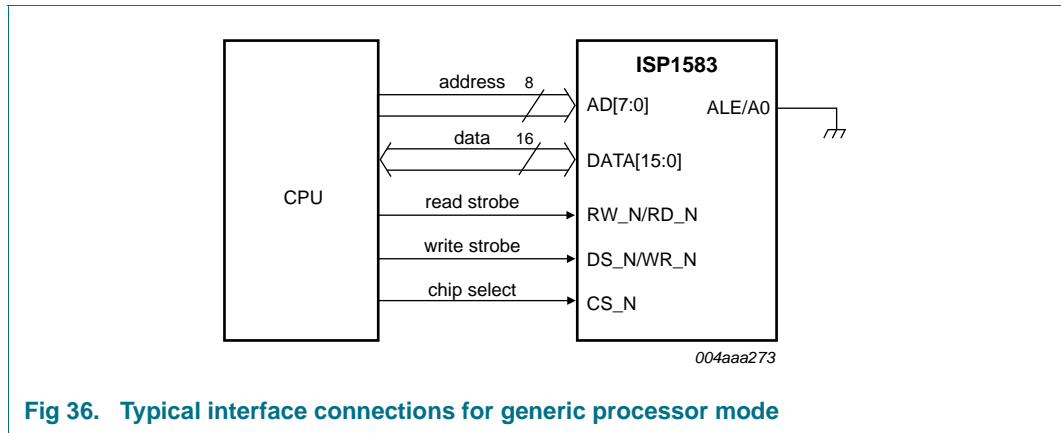 ISP1583
address 8
AD[7:0]
ALE/A0
data 16
DATA[15:0]
CPU
read strobe
RW_N/RD_N
write strobe
DS_N/WR_N
chip select
CS_N
004aaa273
Fig 36. Typical interface connections for generic processor mode